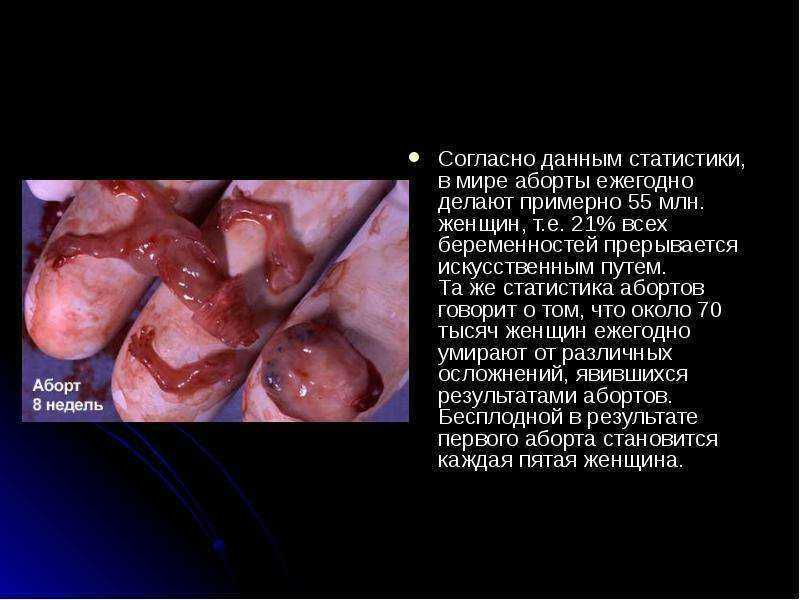 Согласно данным статистики,
в мире аборты ежегодно
делают примерно 55 млн.
женщин, т.е. 21% всех
беременностей прерывается
искусственным путем.
Та же статистика абортов
говорит о том, что около 70
тысяч женщин ежегодно
умирают от различных
осложнений, явившихся
результатами абортов.
Бесплодной в результате
первого аборта становится
каждая пятая женщина.
Аборт
8 недель